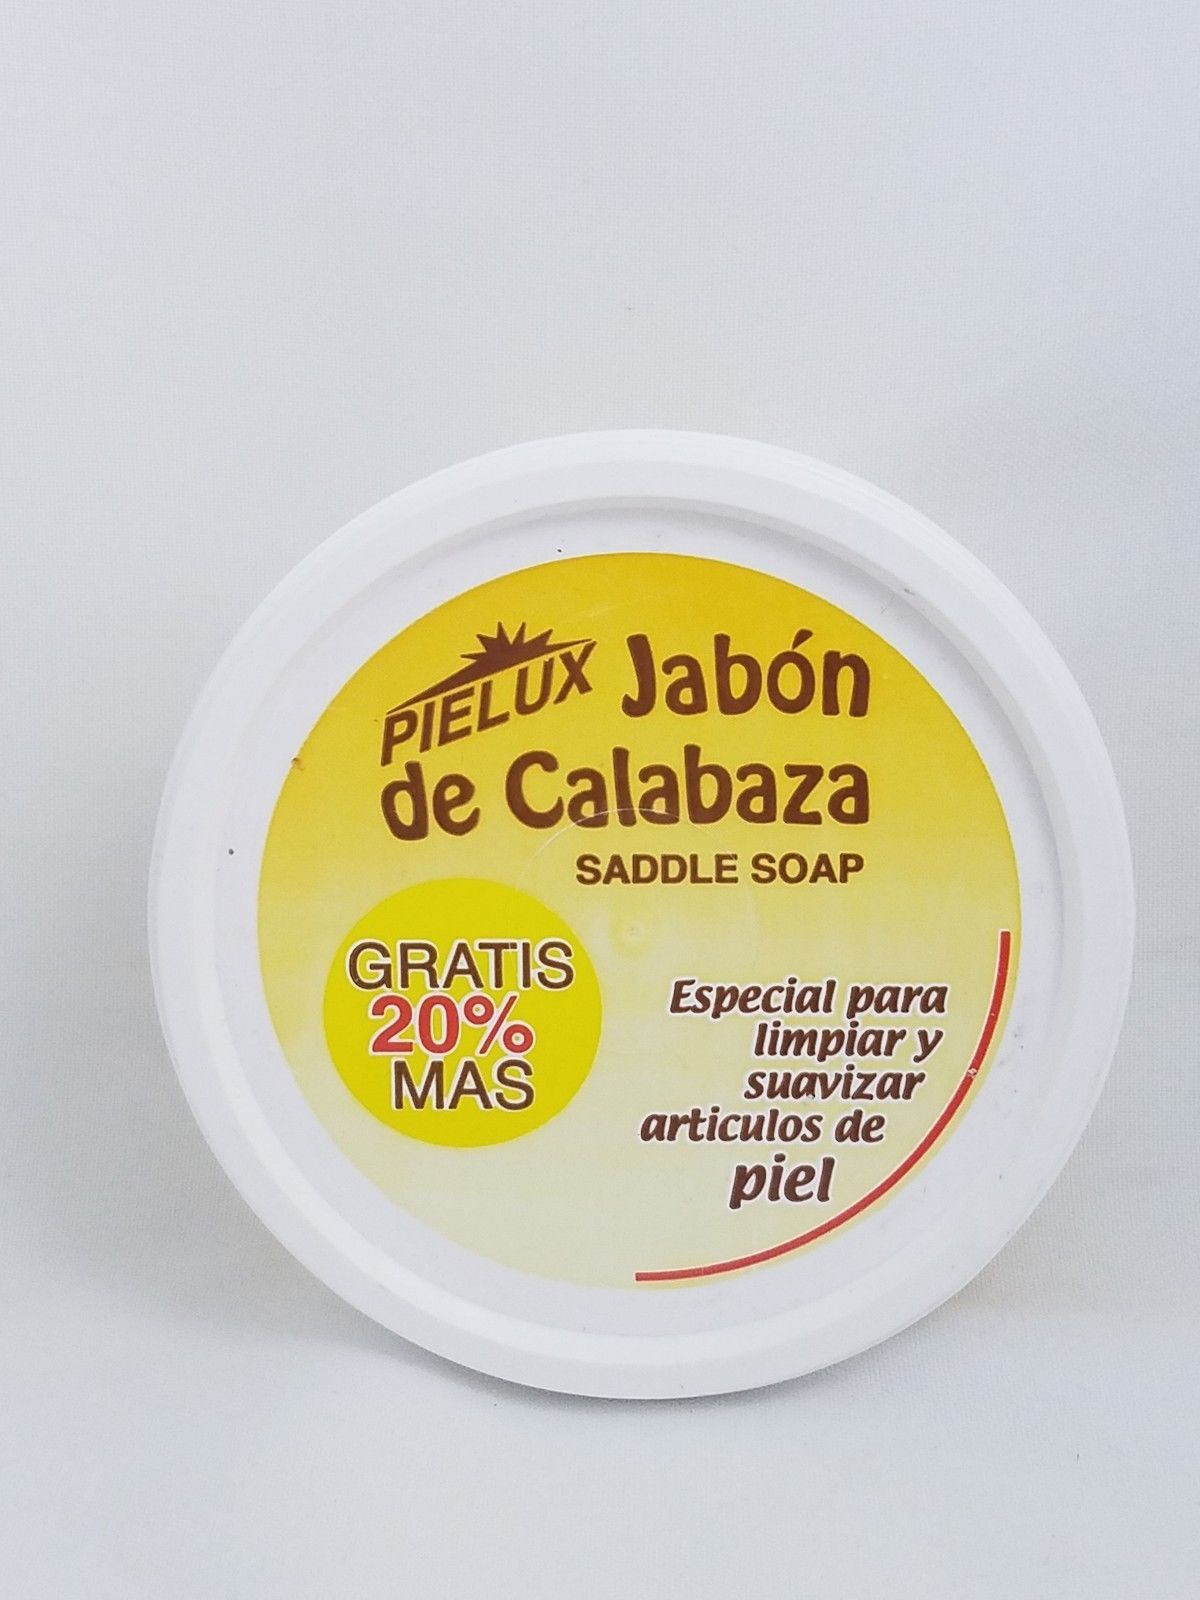 PIELUX Jabón
de Calabaza
SADDLE SOAP
GRATIS
20%
MAS
Especial para
limpiar y
suavizar
articulos de
piel